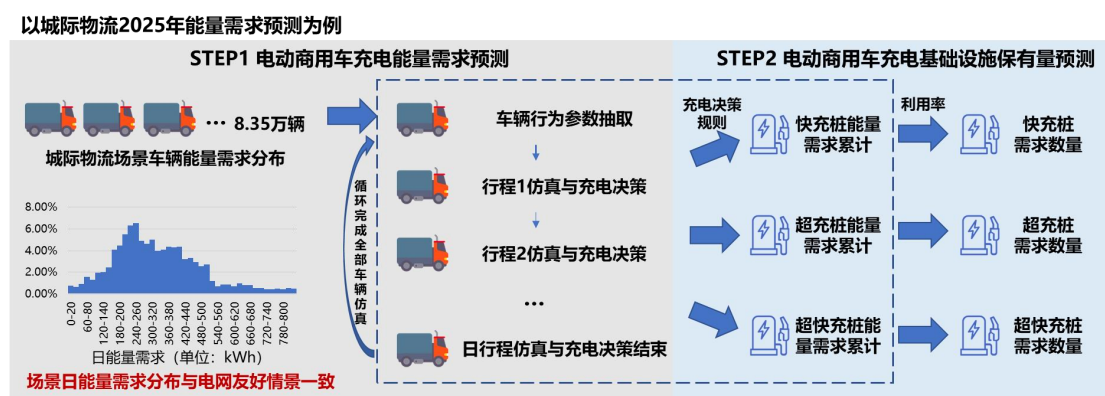 以城际物流2025年能量需求预测为例
STEP1 电动商用车充电能量需求预测
STEP2 电动商用车充电基础设施保有量预测
… 8.35万辆
城际物流场景车辆能量需求分布
8.00%
6.00%
4.00%
2.00%
0.00%
0-20
60-80
120-140
180-200
240-260
300-320
360-380
420-440
480-500
540-560
600-620
660-680
720-740
780-800
日能量需求（单位：kWh）
场景日能量需求分布与电网友好情景一致
循环完成全部车辆仿真
车辆行为参数抽取
行程1仿真与充电决策
行程2仿真与充电决策
…
日行程仿真与充电决策结束
充电决策
规则
快充桩能量
需求累计
超充桩能量
需求累计
超快充桩能
量需求累计
利用率
快充桩
需求数量
超充桩
需求数量
超快充桩
需求数量